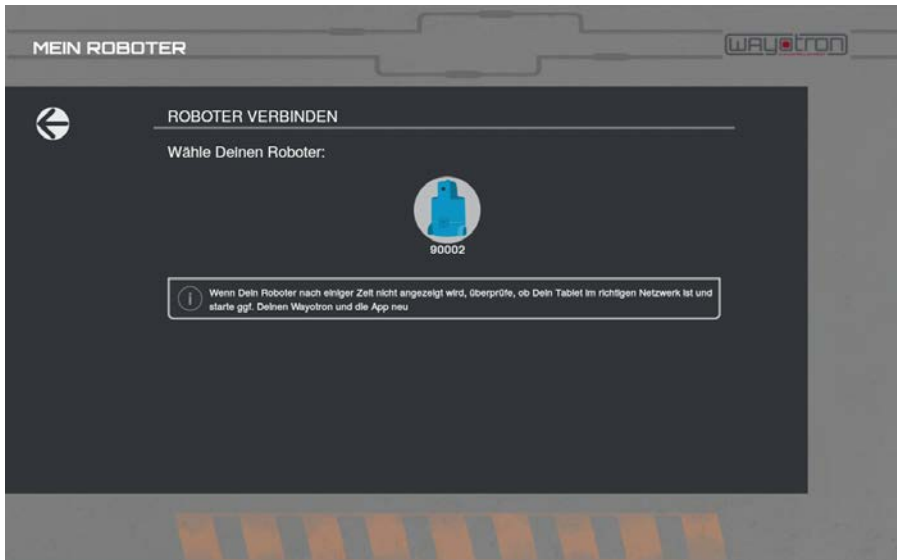 MEIN ROBOTER
wayotron
ROBOTER VERBINDEN
Wähle Deinen Roboter:
90002
Wenn Dein Roboter nach einiger Zeit nicht angezeigt wird, überprüfe, ob Dein Tablet im richtigen Netzwerk ist und
starte ggf. Deinen Wayotron und die App neu